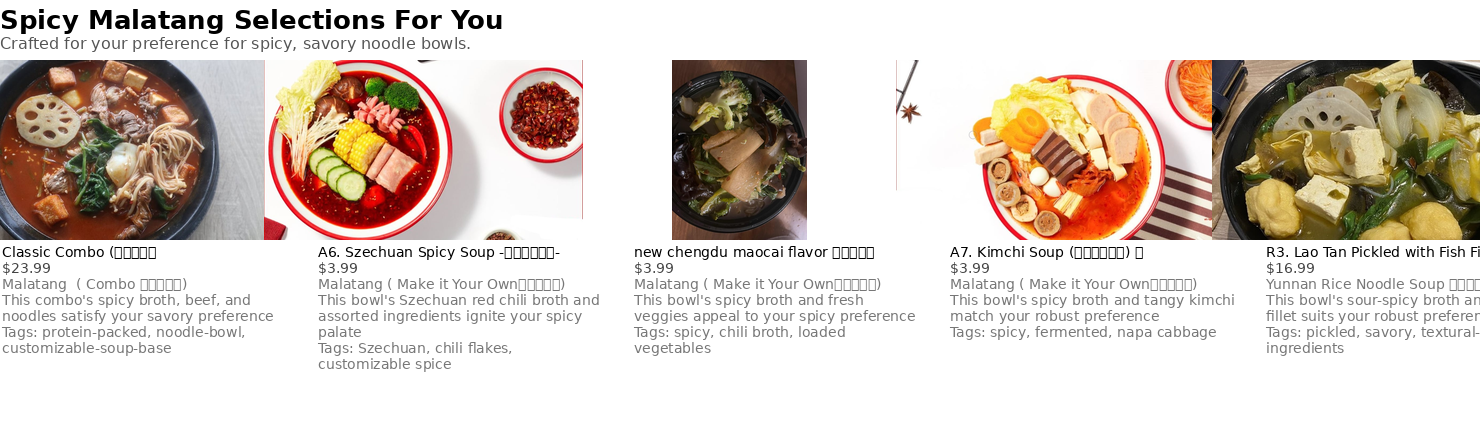 Spicy Malatang Selections For You
Crafted for your preference for spicy, savory noodle bowls.
Classic Combo (
$23.99
Malatang ( Combo )
This combo's spicy broth, beef, and
noodles satisfy your savory preference
Tags: protein-packed, noodle-bowl,
customizable-soup-base
A6. Szechuan Spicy Soup - -
$3.99
Malatang ( Make it Your Own )
This bowl's Szechuan red chili broth and
assorted ingredients ignite your spicy
palate
Tags: Szechuan, chili flakes,
customizable spice
new chengdu maocai flavor
$3.99
Malatang ( Make it Your Own )
This bowl's spicy broth and fresh
veggies appeal to your spicy preference
Tags: spicy, chili broth, loaded
vegetables
A7. Kimchi Soup ( )
$3.99
Malatang ( Make it Your Own )
This bowl's spicy broth and tangy kimchi
match your robust preference
Tags: spicy, fermented, napa cabbage
R3. Lao Tan Pickled with Fish
$16.99
Yunnan Rice Noodle Soup
This bowl's sour-spicy broth
fillet suits your robust
Tags: pickled, savory,
ingredients